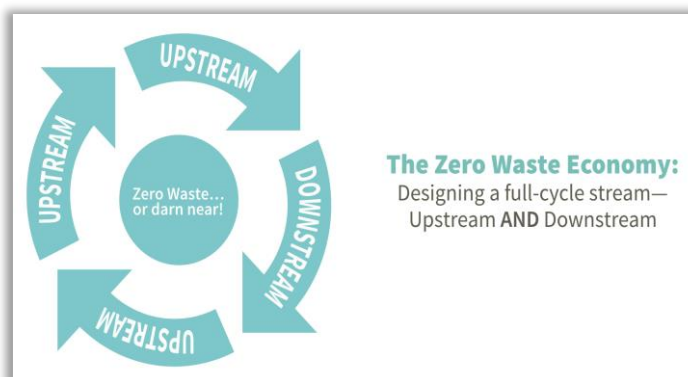 UPSTREAM
DOWNSTREAM
UPSTREAM
UPSTREAM
Zero Waste...
or darn near!
The Zero Waste Economy:
Designing a full-cycle stream—
Upstream AND Downstream